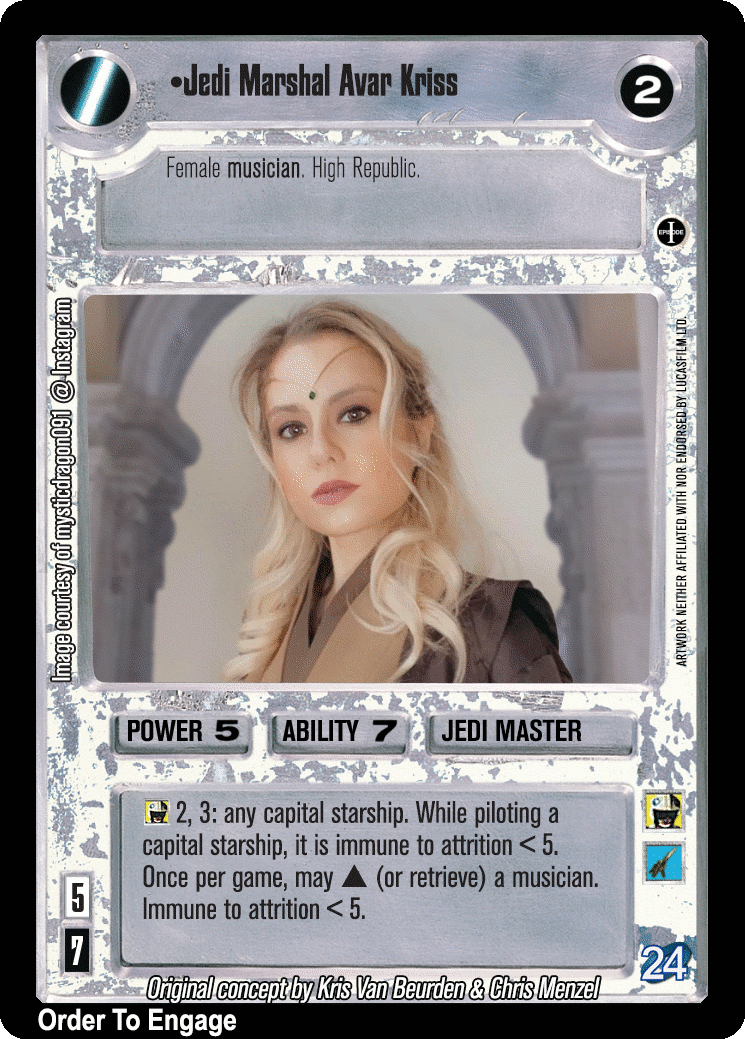 •Jedi Marshal Avar Kriss
2
Female musician. High Republic.
EPISODE
I
Image courtesy of mysticdragon091 @ Instagram
ARTWORK NEITHER AFFILIATED WITH NOR ENDORSED BY LUCASFILM LTD.
POWER 5
ABILITY 7
JEDI MASTER
2, 3: any capital starship. While piloting a
capital starship, it is immune to attrition < 5.
Once per game, may ▲ (or retrieve) a musician.
Immune to attrition < 5.
5
7
24
Original concept by Kris Van Beurden & Chris Menzel
Order To Engage